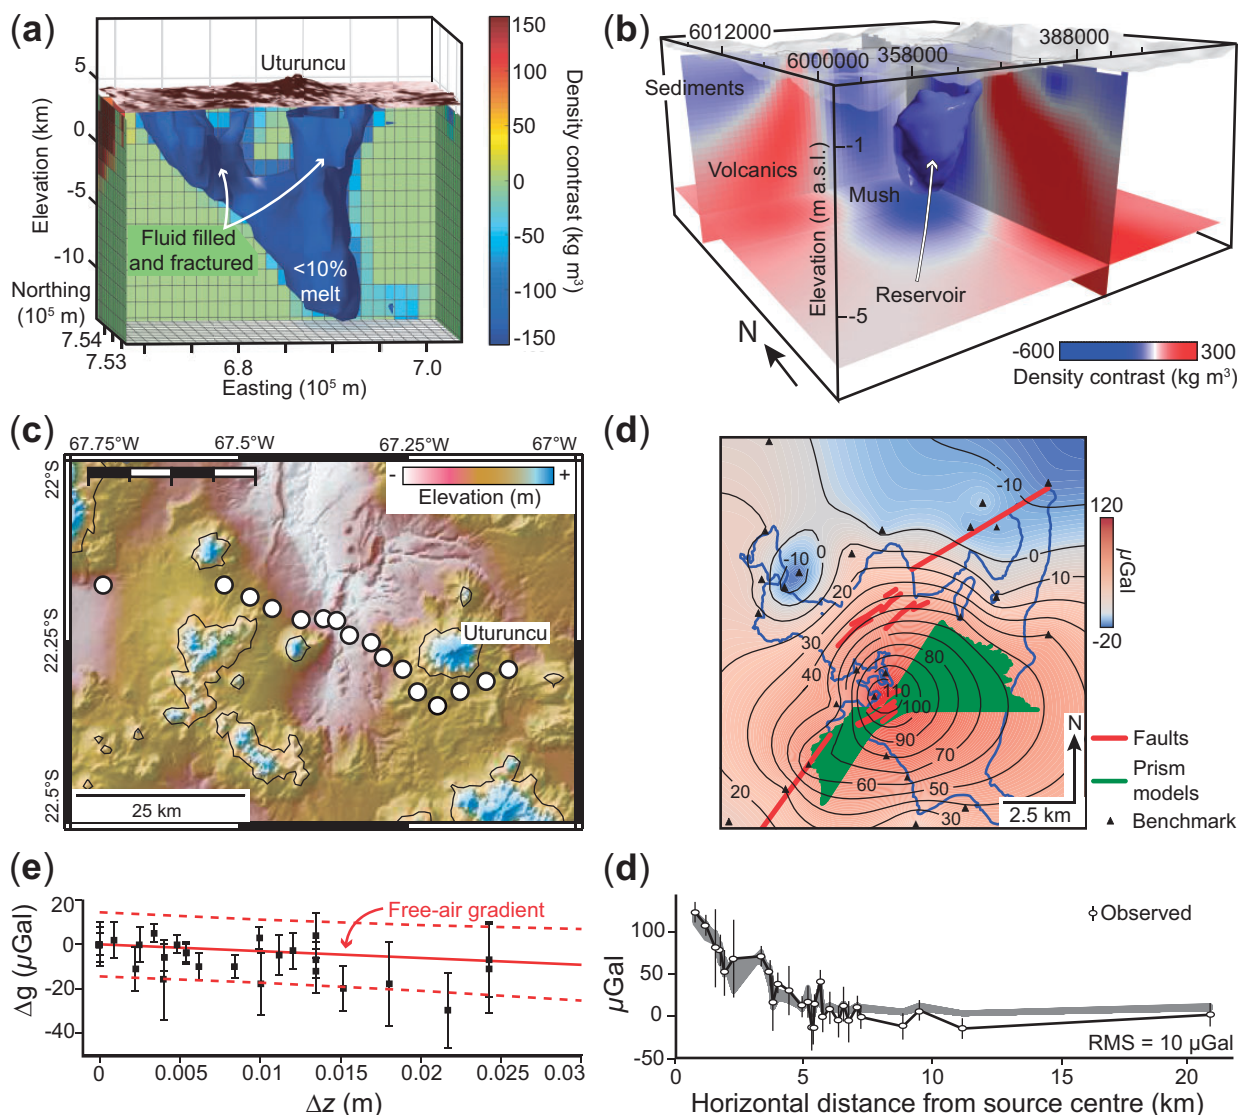 (a)
Uturuncu
5
0
-5
-10
Elevation (km)
Fluid filled
and fractured
<10%
melt
Northing
(10⁵ m)
7.54
7.53
6.8
7.0
Easting (10⁵ m)
150
100
50
0
-50
-100
-150
Density contrast
(kg m³)
(b)
6012000
6000000
358000
388000
Sediments
Volcanics
Mush
Reservoir
-1
-5
Elevation (m a.s.l.)
N
-600
300
Density contrast (kg m³)
(c)
67.75°W
67.5°W
67.25°W
67°W
22°S
22.25°S
22.5°S
-
+
Elevation (m)
Uturuncu
25 km
(d)
-10
0
-10
0
10
20
30
40
80
110
100
90
70
60
50
30
20
120
-20
µGal
N
2.5 km
Faults
Prism
models
Benchmark
(e)
20
0
-20
-40
Δg (µGal)
Free-air gradient
0
0.005
0.01
0.015
0.02
0.025
0.03
Δz (m)
(d)
100
50
0
-50
µGal
Observed
RMS = 10 µGal
0
5
10
15
20
Horizontal distance from source centre (km)